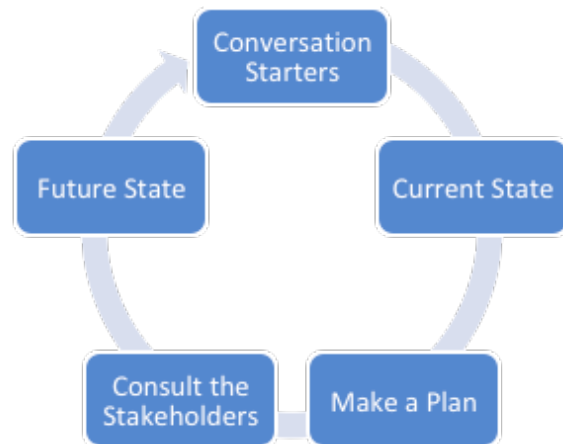 Conversation
Starters
Current State
Make a Plan
Consult the
Stakeholders
Future State